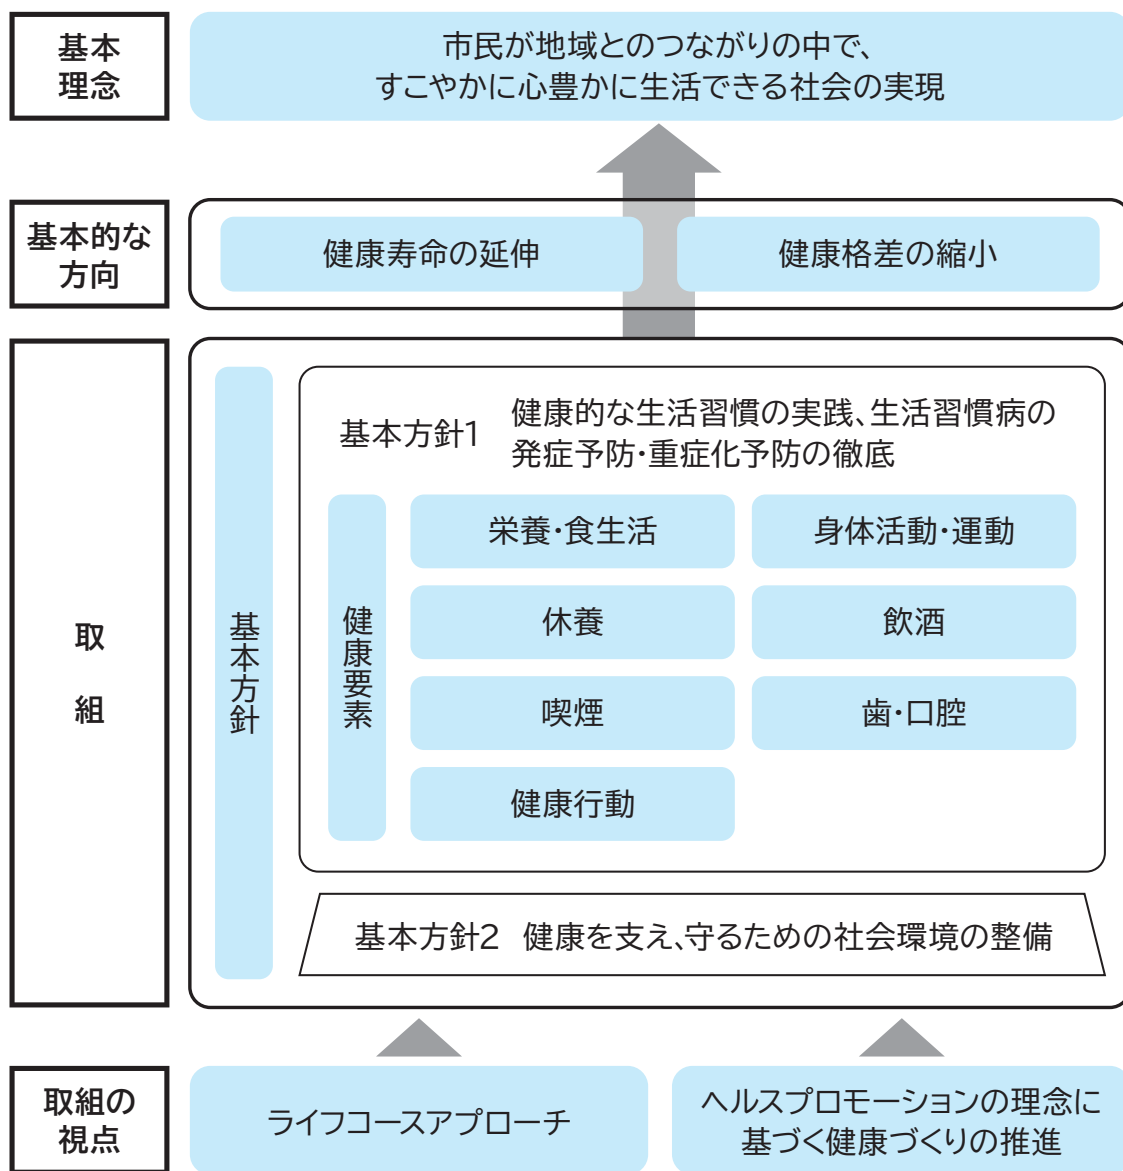 基本
理念
市民が地域とのつながりの中で、
すこやかに心豊かに生活できる社会の実現
基本的な
方向
健康寿命の延伸
健康格差の縮小
取
組
基本方針
基本方針1
健康的な生活習慣の実践、生活習慣病の
発症予防・重症化予防の徹底
健康要素
栄養・食生活
身体活動・運動
休養
飲酒
喫煙
歯・口腔
健康行動
基本方針2 健康を支え、守るための社会環境の整備
取組の
視点
ライフコースアプローチ
ヘルスプロモーションの理念に
基づく健康づくりの推進